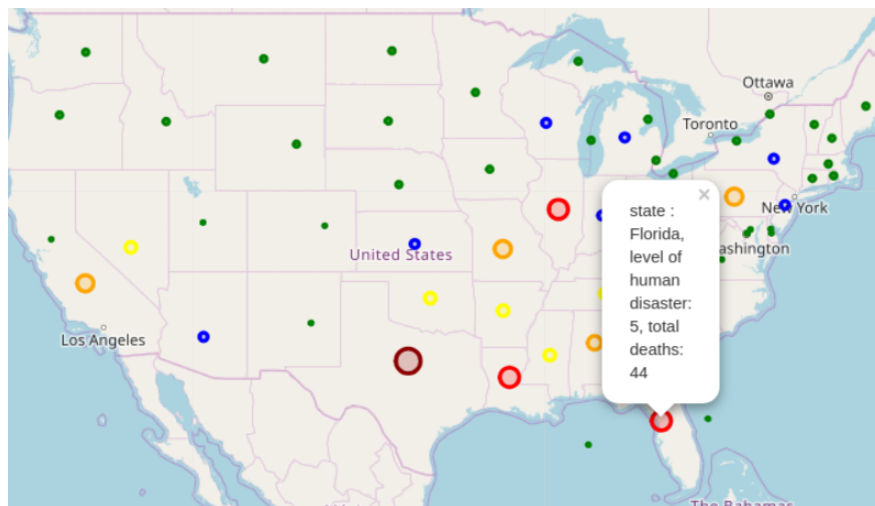 Ottawa
Toronto
×
state :
Florida,
level of
human
disaster:
5, total
deaths:
44
New York
ashington
United States
Los Angeles
The Bahamas